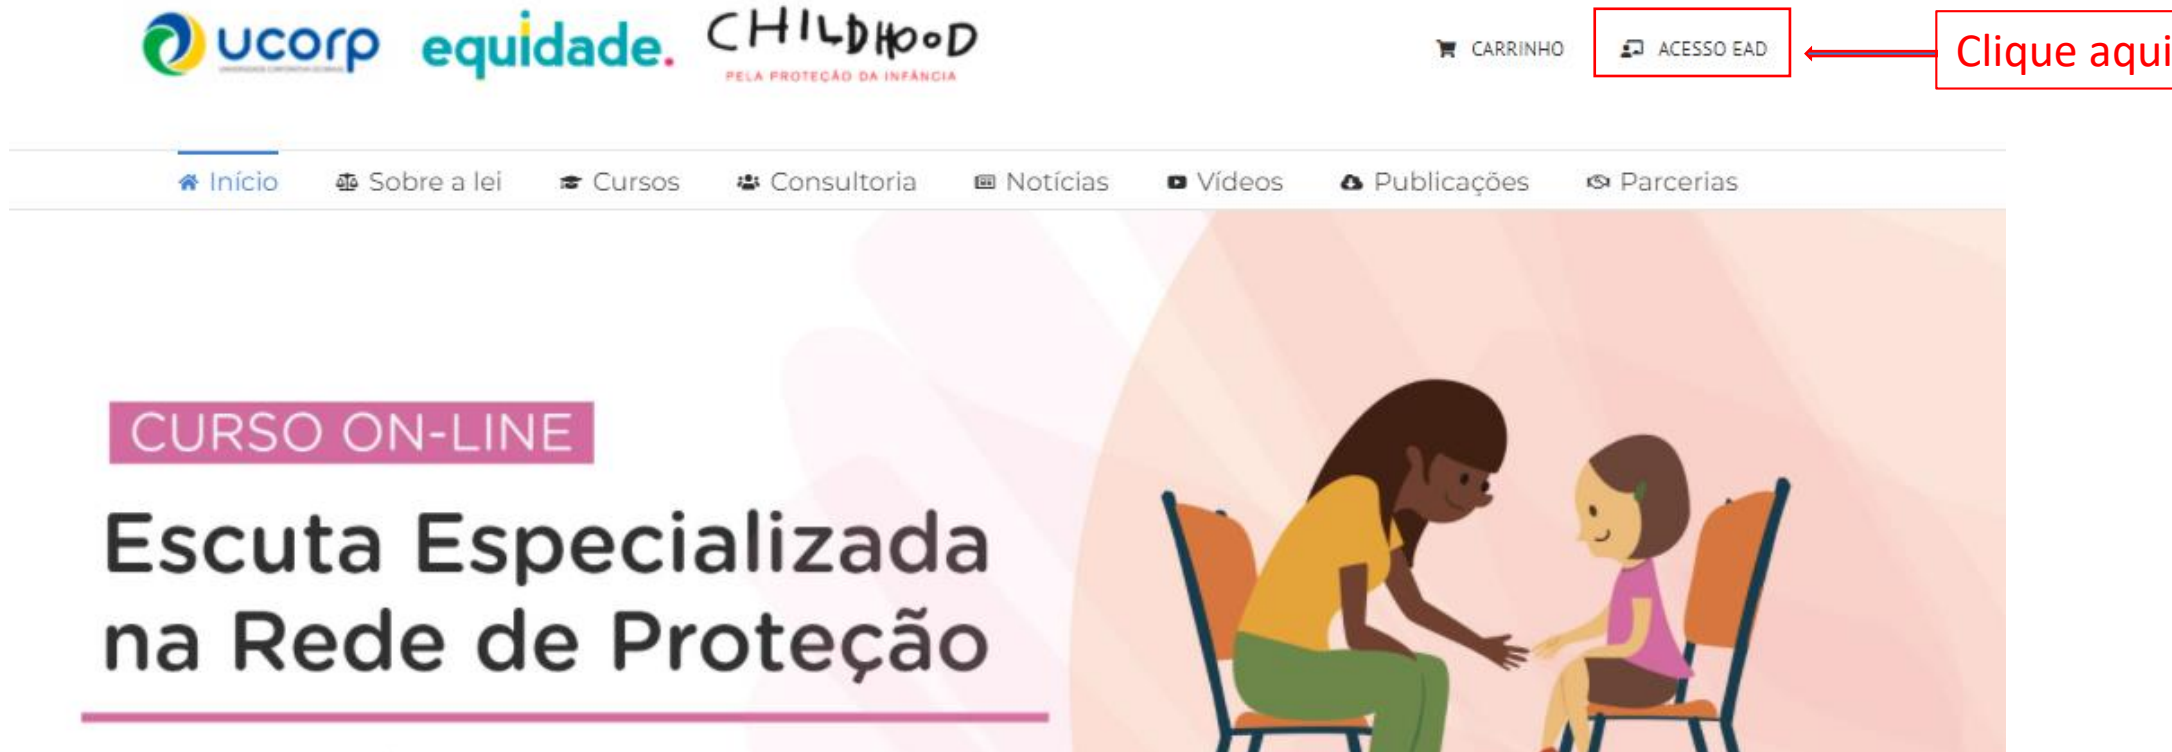 ucorp equidade. CHILDHOOD
PELA PROTEÇÃO DA INFÂNCIA
CARRINHO ACESSO EAD Clique aqui
Início Sobre a lei Cursos Consultoria Notícias Vídeos Publicações Parcerias
CURSO ON-LINE
Escuta Especializada
na Rede de Proteção